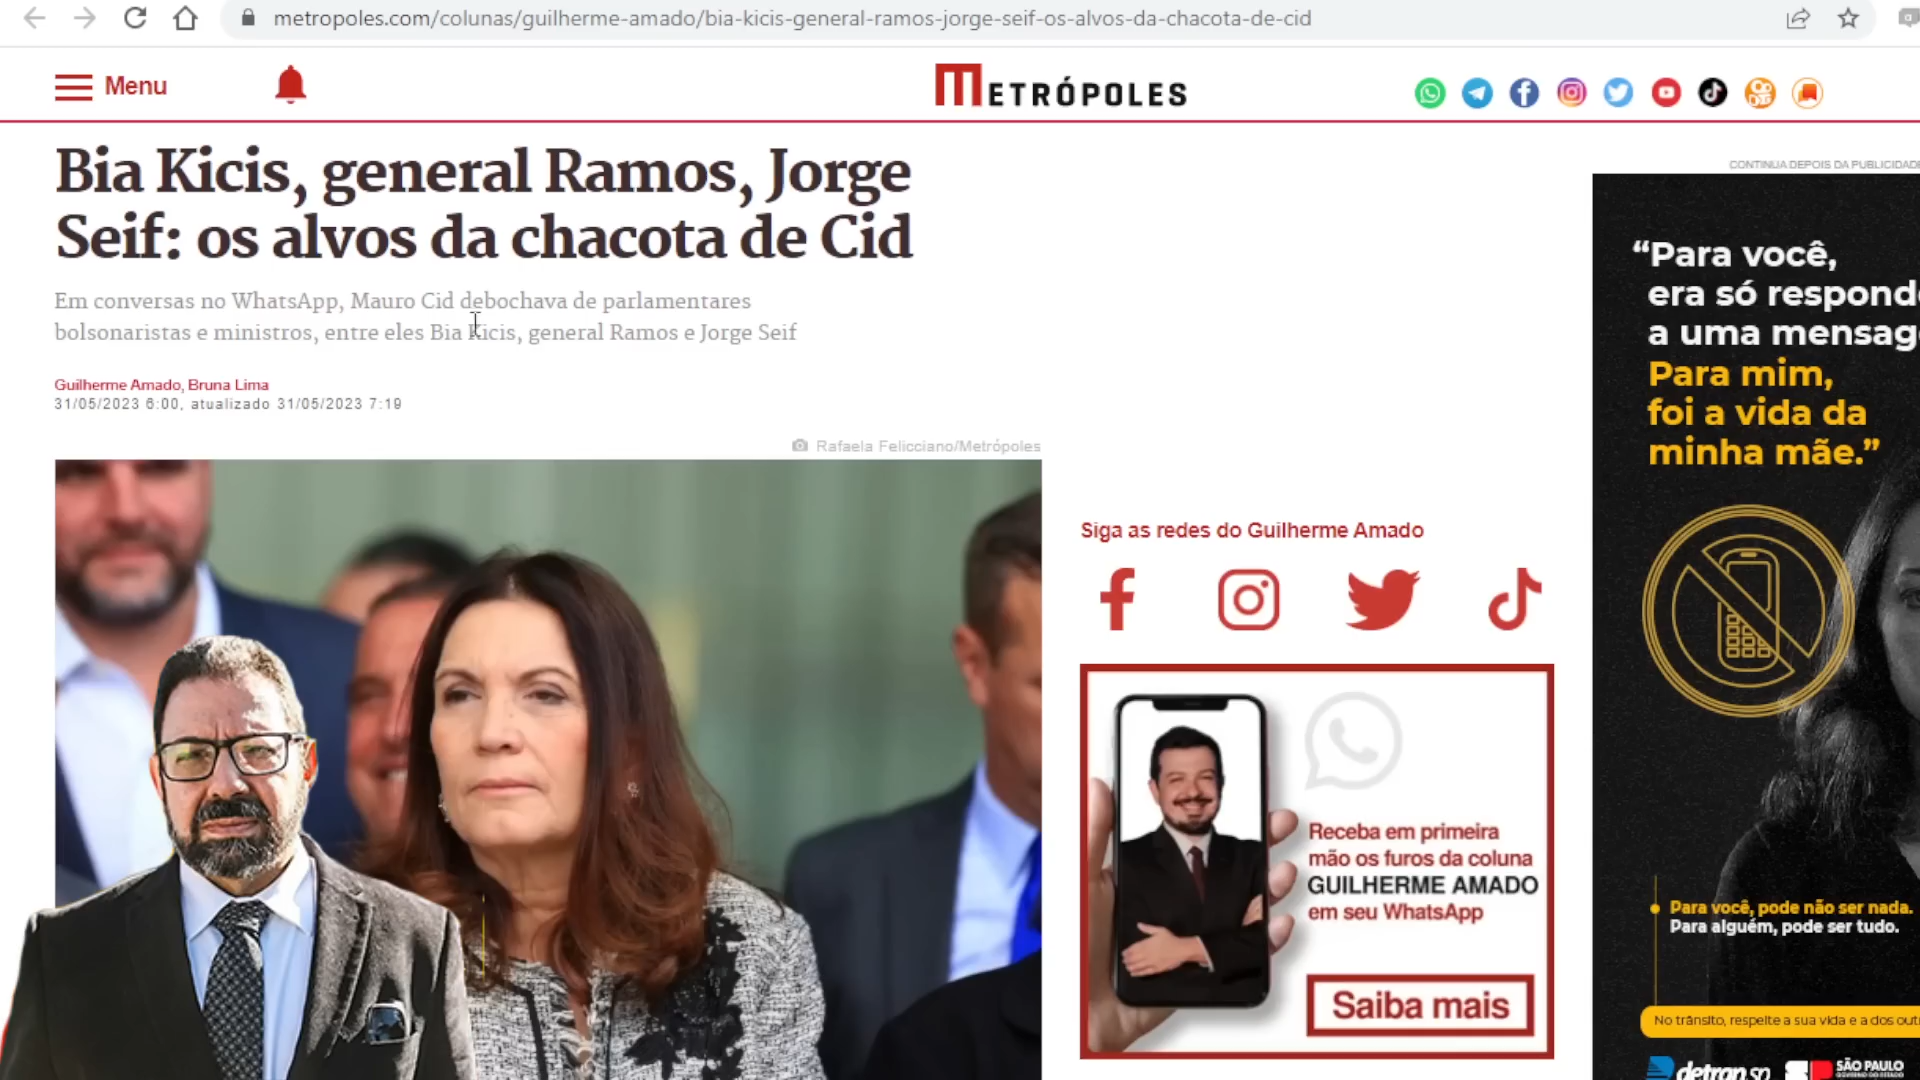 metropoles.com/colunas/guilherme-amado/bia-kicis-general-ramos-jorge-seif-os-alvos-da-chacota-de-cid
Menu
METRÓPOLES
Bia Kicis, general Ramos, Jorge
Seif: os alvos da chacota de Cid
Em conversas no WhatsApp, Mauro Cid debochava de parlamentares
bolsonaristas e ministros, entre eles Bia Kicis, general Ramos e Jorge Seif
Guilherme Amado, Bruna Lima
31/05/2023 6:00, atualizado 31/05/2023 7:19
Rafaela Felicciano/Metrópoles
Siga as redes do Guilherme Amado
Receba em primeira
mão os furos da coluna
GUILHERME AMADO
em seu WhatsApp
Saiba mais
CONTINUA DEPOIS DA PUBLICIDADE
“Para você,
era só responde
a uma mensag
Para mim,
foi a vida da
minha mãe.”
Para você, pode não ser nada.
Para alguém, pode ser tudo.
No trânsito, respeite a sua vida e a dos
detran.sp
SÃO PAULO